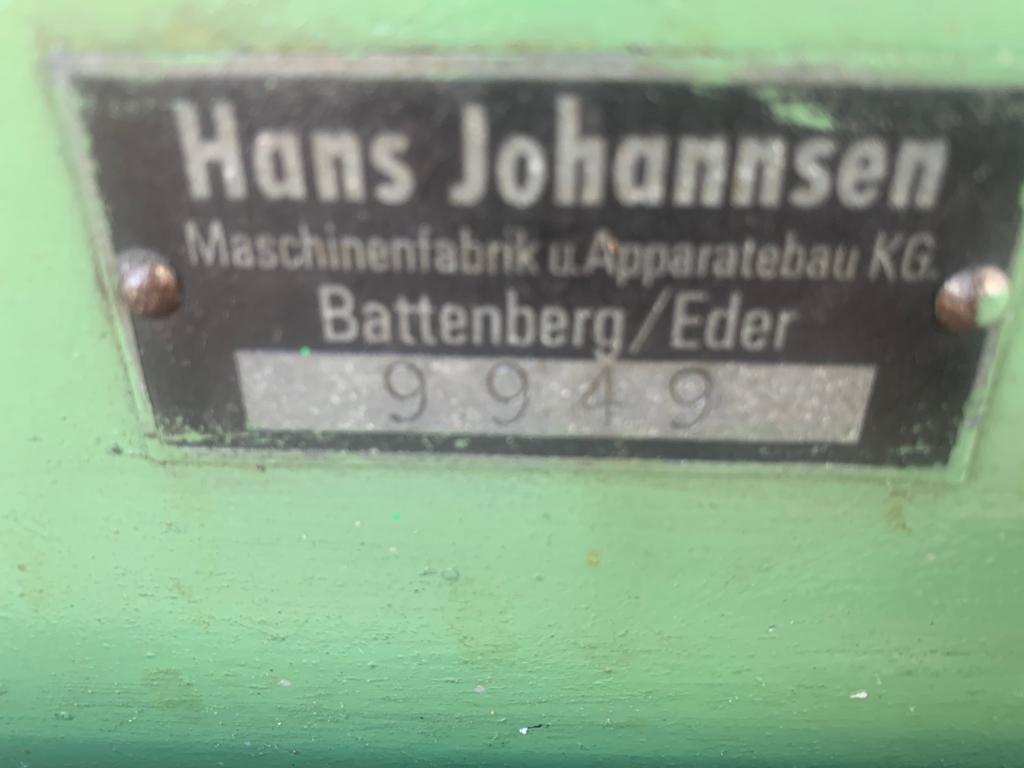 Hans Johannsen
Maschinenfabrik u. Apparatebau KG.
Battenberg/Eder
9949